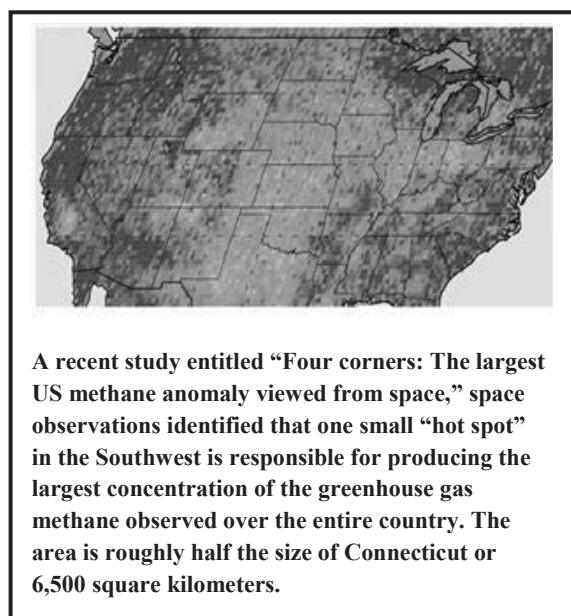 A recent study entitled “Four corners: The largest
US methane anomaly viewed from space,” space
observations identified that one small “hot spot”
in the Southwest is responsible for producing the
largest concentration of the greenhouse gas
methane observed over the entire country. The
area is roughly half the size of Connecticut or
6,500 square kilometers.